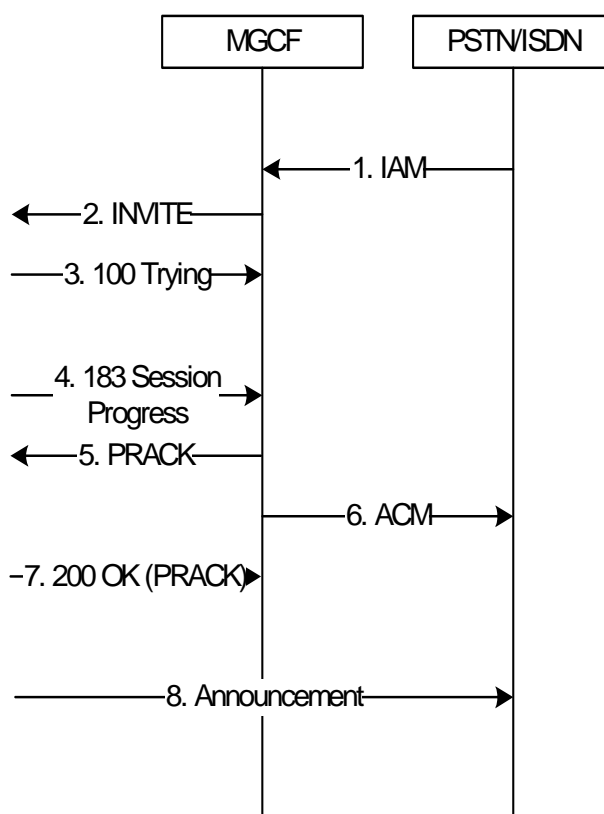 MGCF
PSTN/ISDN
1. IAM
2. INVITE
3. 100 Trying
4. 183 Session
Progress
5. PRACK
6. ACM
7. 200 OK (PRACK)
8. Announcement